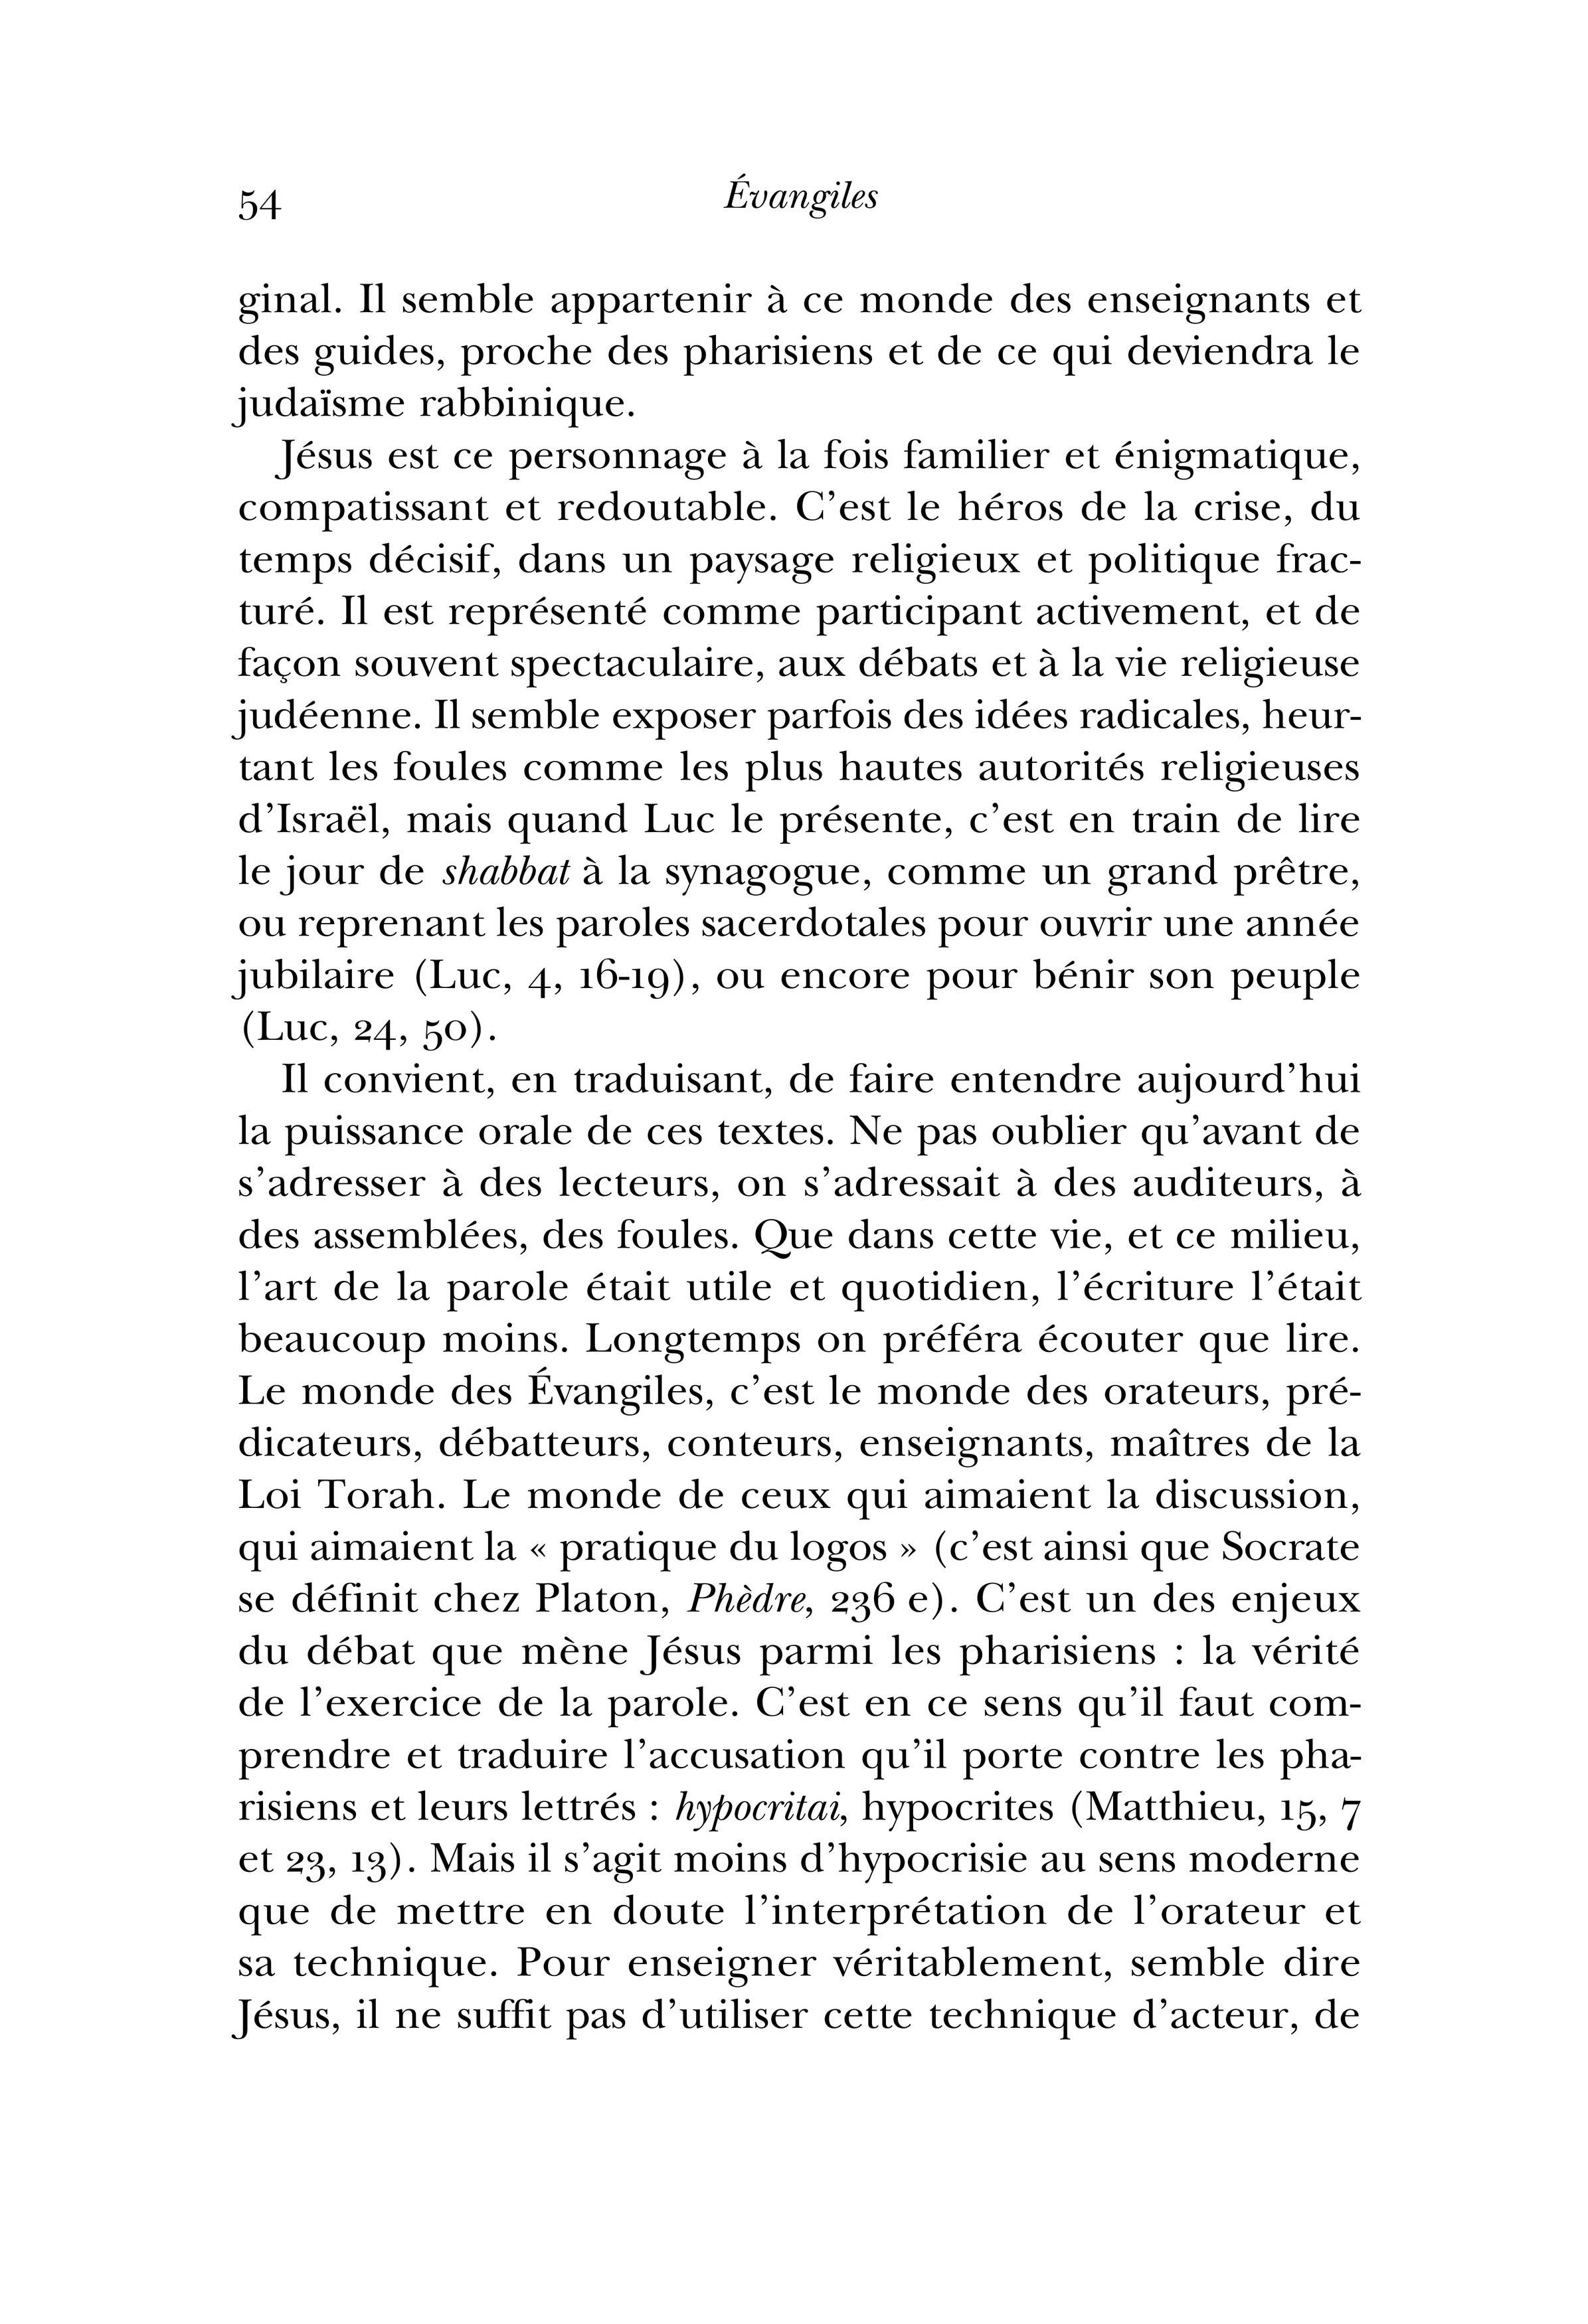 54
Évangiles
ginal. Il semble appartenir à ce monde des enseignants et
des guides, proche des pharisiens et de ce qui deviendra le
judaïsme rabbinique.
Jésus est ce personnage à la fois familier et énigmatique,
compatissant et redoutable. C’est le héros de la crise, du
temps décisif, dans un paysage religieux et politique frac-
turé. Il est représenté comme participant activement, et de
façon souvent spectaculaire, aux débats et à la vie religieuse
judéenne. Il semble exposer parfois des idées radicales, heur-
tant les foules comme les plus hautes autorités religieuses
d’Israël, mais quand Luc le présente, c’est en train de lire
le jour de shabbat à la synagogue, comme un grand prêtre,
ou reprenant les paroles sacerdotales pour ouvrir une année
jubilaire (Luc, 4, 16-19), ou encore pour bénir son peuple
(Luc, 24, 50).
Il convient, en traduisant, de faire entendre aujourd’hui
la puissance orale de ces textes. Ne pas oublier qu’avant de
s’adresser à des lecteurs, on s’adressait à des auditeurs, à
des assemblées, des foules. Que dans cette vie, et ce milieu,
l’art de la parole était utile et quotidien, l’écriture l’était
beaucoup moins. Longtemps on préféra écouter que lire.
Le monde des Évangiles, c’est le monde des orateurs, pré-
dicateurs, débatteurs, conteurs, enseignants, maîtres de la
Loi Torah. Le monde de ceux qui aimaient la discussion,
qui aimaient la « pratique du logos » (c’est ainsi que Socrate
se définit chez Platon, Phèdre, 236 e). C’est un des enjeux
du débat que mène Jésus parmi les pharisiens : la vérité
de l’exercice de la parole. C’est en ce sens qu’il faut com-
prendre et traduire l’accusation qu’il porte contre les pha-
risiens et leurs lettrés : hypocritai, hypocrites (Matthieu, 15, 7
et 23, 13). Mais il s’agit moins d’hypocrisie au sens moderne
que de mettre en doute l’interprétation de l’orateur et
sa technique. Pour enseigner véritablement, semble dire
Jésus, il ne suffit pas d’utiliser cette technique d’acteur, de